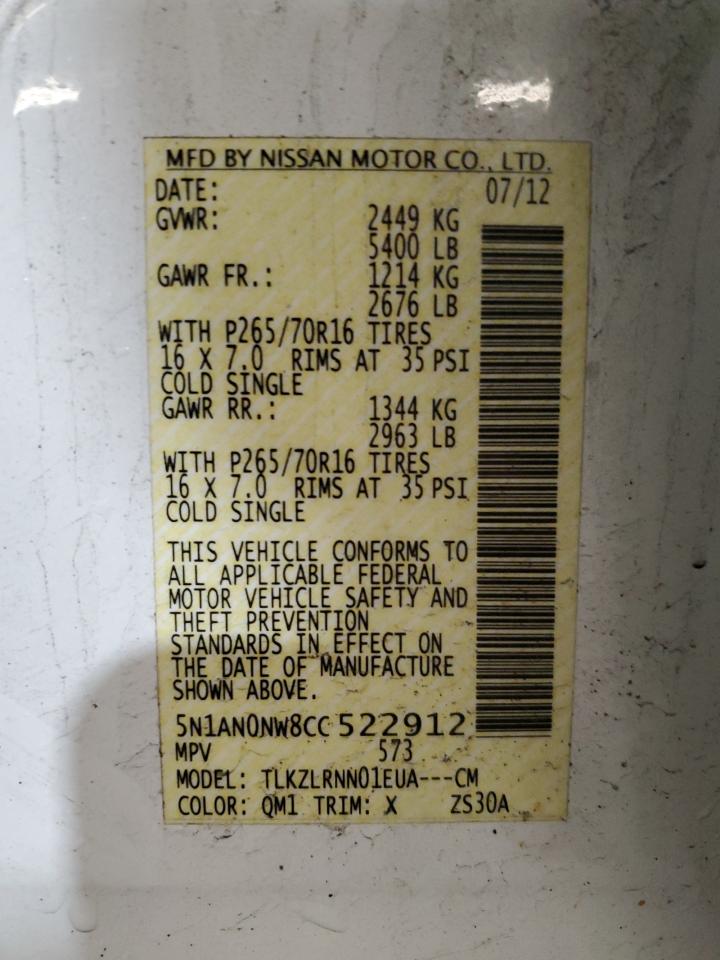 MFD BY NISSAN MOTOR CO., LTD.
DATE: 07/12
GVWR: 2449 KG
5400 LB
GAWR FR.: 1214 KG
2676 LB
WITH P265/70R16 TIRES
16 X 7.0 RIMS AT 35 PSI
COLD SINGLE
GAWR RR.: 1344 KG
2963 LB
WITH P265/70R16 TIRES
16 X 7.0 RIMS AT 35 PSI
COLD SINGLE
THIS VEHICLE CONFORMS TO
ALL APPLICABLE FEDERAL
MOTOR VEHICLE SAFETY AND
THEFT PREVENTION
STANDARDS IN EFFECT ON
THE DATE OF MANUFACTURE
SHOWN ABOVE.
5N1AN0NW8CC522912
MPV 573
MODEL: TLKZLRNN01EUA---CM
COLOR: QM1 TRIM: X ZS30A